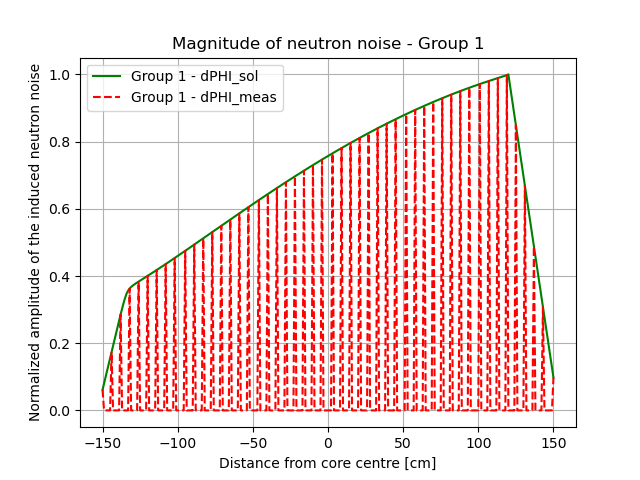 Magnitude of neutron noise - Group 1
Group 1 - dPHI_sol
Group 1 - dPHI_meas
Normalized amplitude of the induced neutron noise
1.0
0.8
0.6
0.4
0.2
0.0
−150 −100 −50 0 50 100 150
Distance from core centre [cm]